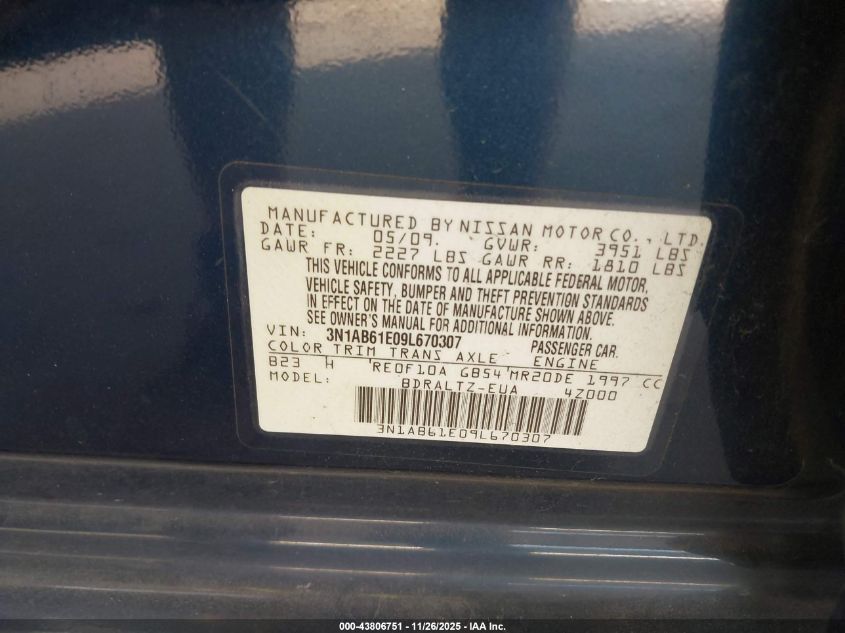 MANUFACTURED BY NISSAN MOTOR CO., LTD.
DATE: 05/09. GVWR: 3951 LBS
GAWR FR: 2227 LBS GAWR RR: 1810 LBS
THIS VEHICLE CONFORMS TO ALL APPLICABLE FEDERAL MOTOR,
VEHICLE SAFETY, BUMPER AND THEFT PREVENTION STANDARDS
IN EFFECT ON THE DATE OF MANUFACTURE SHOWN ABOVE.
SEE OWNER'S MANUAL FOR ADDITIONAL INFORMATION.
VIN: 3N1AB61E09L670307 PASSENGER CAR.
COLOR TRIM TRANS AXLE ENGINE
B23 H RE0F10A GB54 MR20DE 1997 CC
MODEL: BDRALTZ-EUA 4Z000
3N1AB61E09L670307
000-43806751 - 11/26/2025 - IAA Inc.